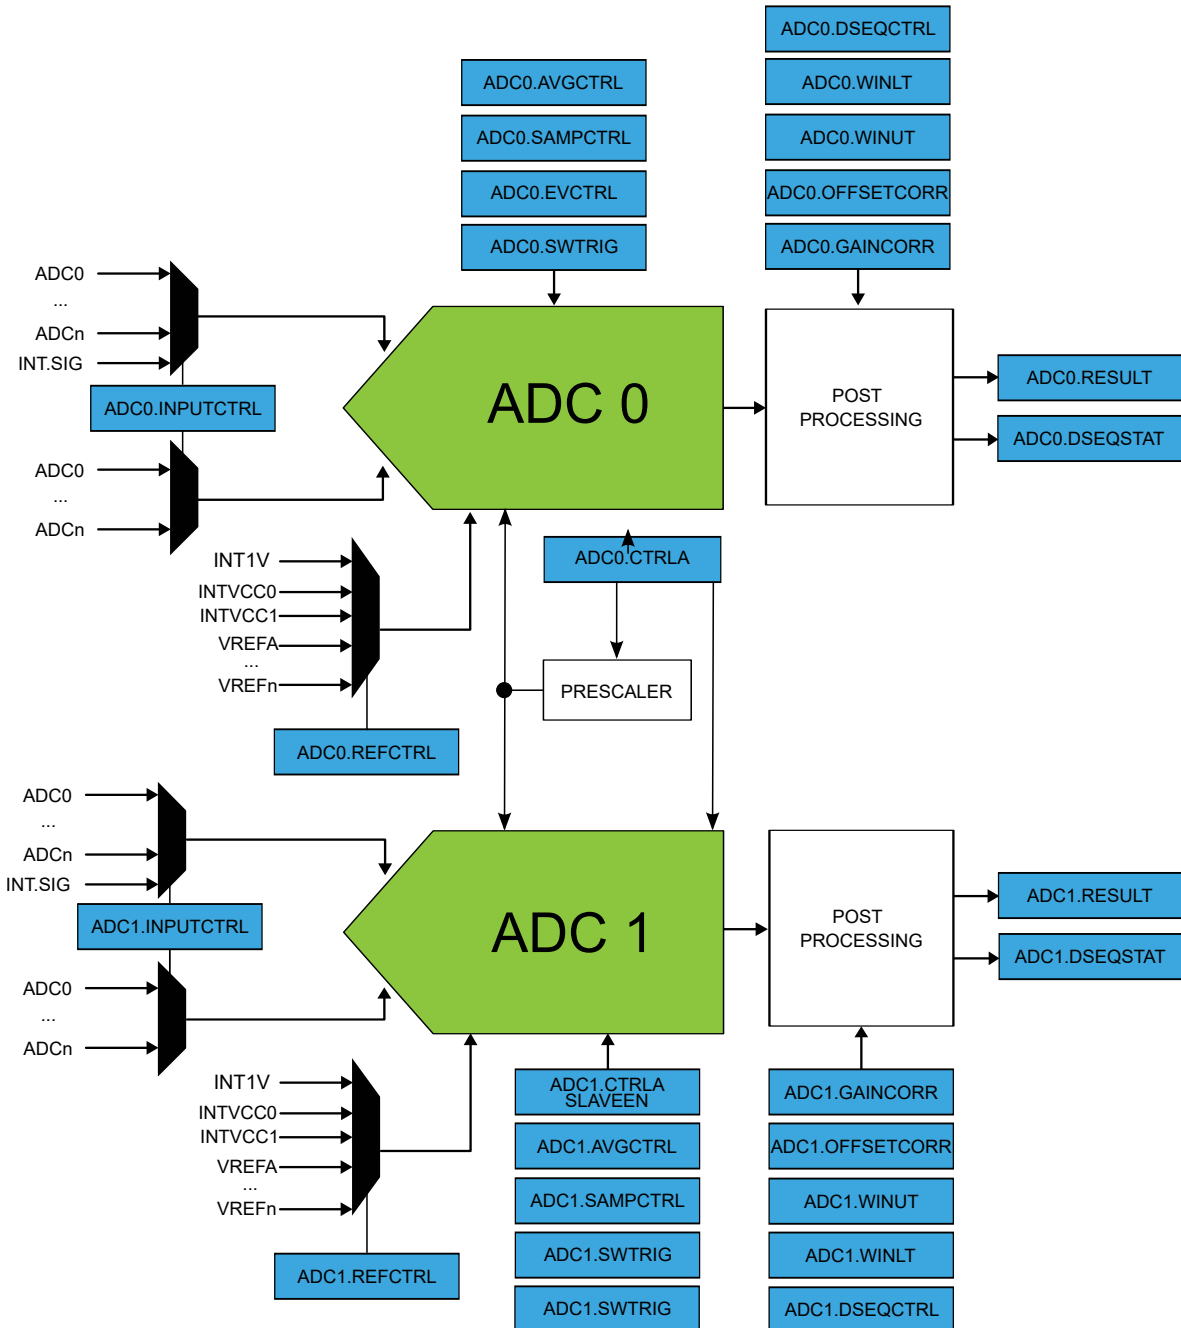 ADC0.DSEQCTRL
ADC0.AVGCTRL
ADC0.WINLT
ADC0.SAMPCTRL
ADC0.WINUT
ADC0.EVCTRL
ADC0.OFFSETCORR
ADC0.SWTRIG
ADC0.GAINCORR
ADC0
...
ADCn
INT.SIG
ADC0.INPUTCTRL
ADC0
...
ADCn
ADC 0
POST
PROCESSING
ADC0.RESULT
ADC0.DSEQSTAT
INT1V
INTVCC0
INTVCC1
VREFA
...
VREFn
ADC0.CTRLA
PRESCALER
ADC0.REFCTRL
ADC0
...
ADCn
INT.SIG
ADC1.INPUTCTRL
ADC0
...
ADCn
ADC 1
POST
PROCESSING
ADC1.RESULT
ADC1.DSEQSTAT
INT1V
INTVCC0
INTVCC1
VREFA
...
VREFn
ADC1.REFCTRL
ADC1.CTRLA
SLAVEEN
ADC1.AVGCTRL
ADC1.SAMPCTRL
ADC1.SWTRIG
ADC1.SWTRIG
ADC1.GAINCORR
ADC1.OFFSETCORR
ADC1.WINUT
ADC1.WINLT
ADC1.DSEQCTRL